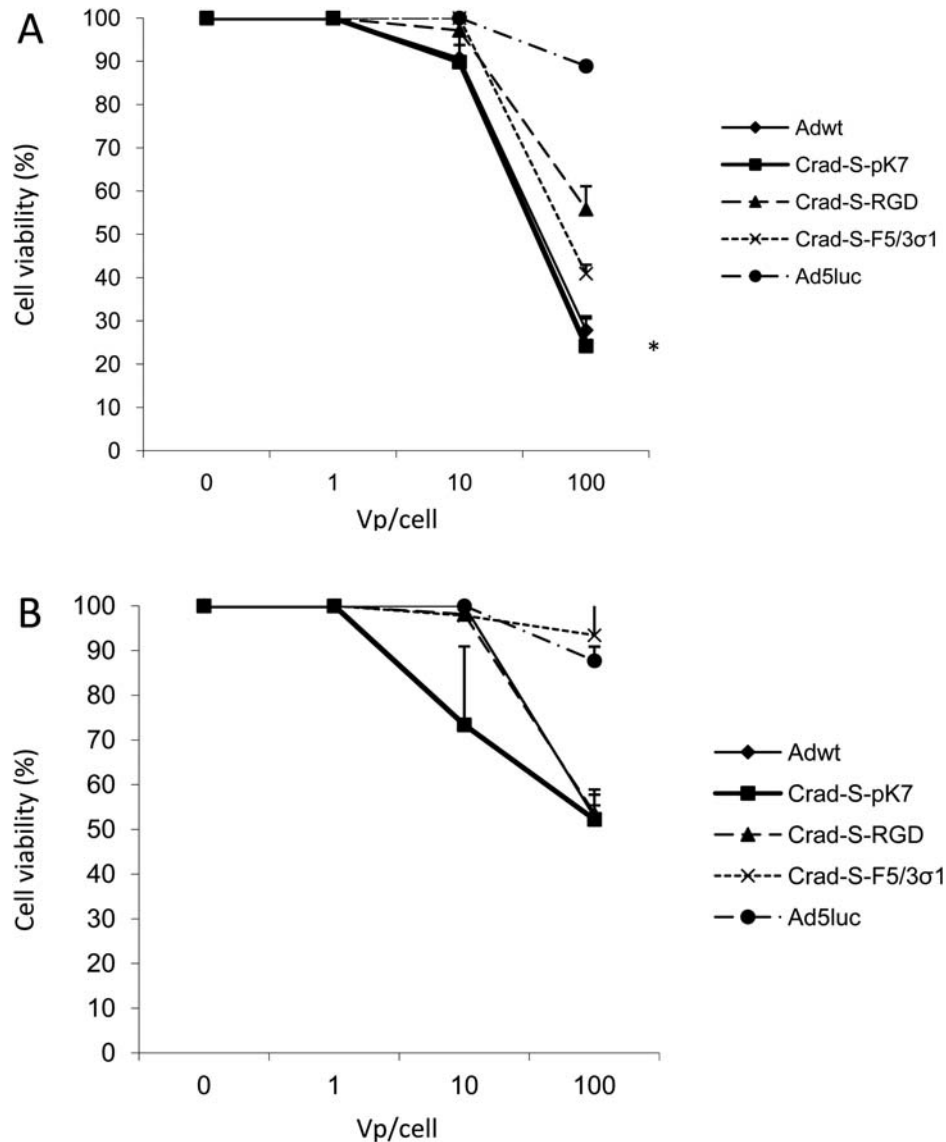 A
100
90
80
70
60
50
40
30
20
10
0
Cell viability (%)
0 1 10 100
Vp/cell
Adwt
Crad-S-pK7
Crad-S-RGD
Crad-S-F5/3σ1
Ad5luc
*
B
100
90
80
70
60
50
40
30
20
10
0
Cell viability (%)
0 1 10 100
Vp/cell
Adwt
Crad-S-pK7
Crad-S-RGD
Crad-S-F5/3σ1
Ad5luc